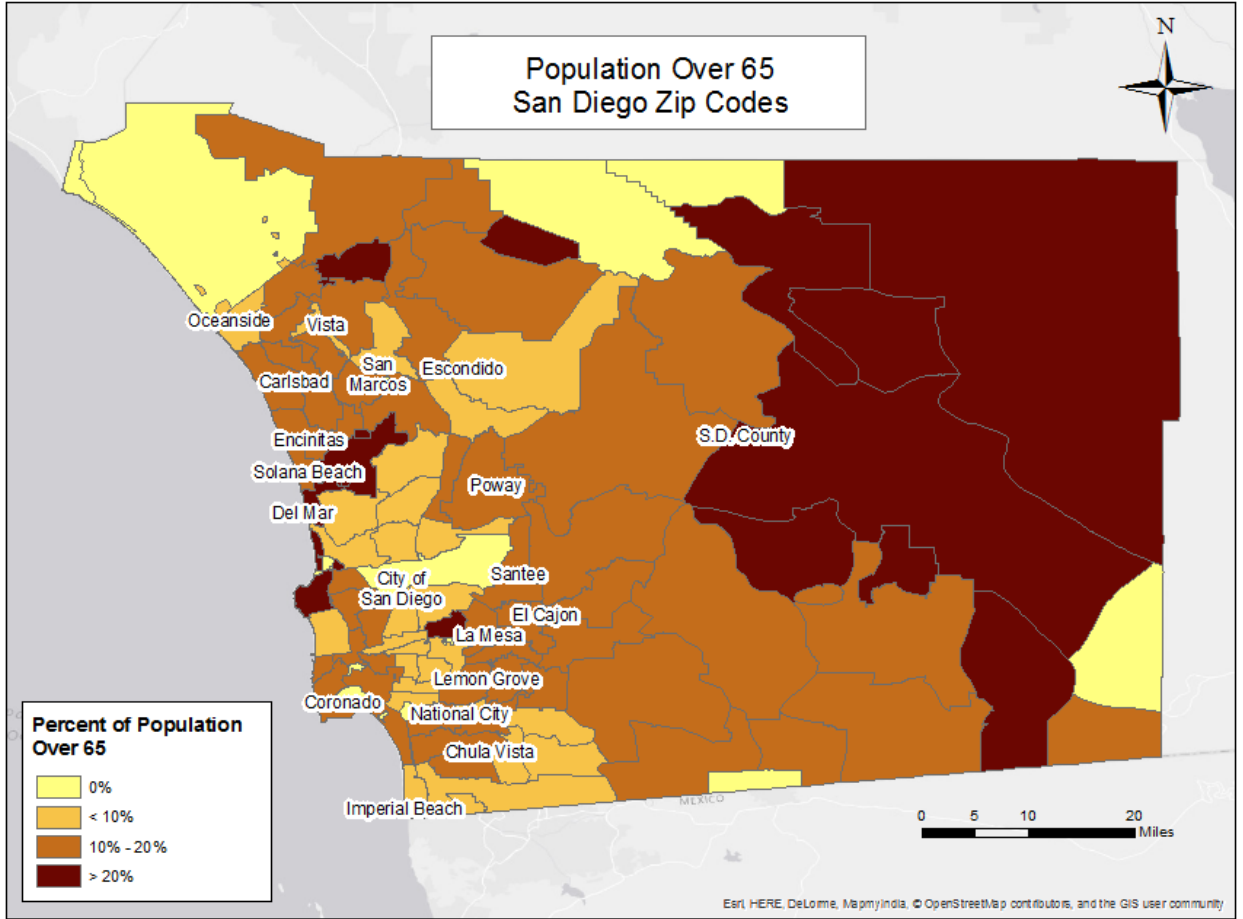 Population Over 65
San Diego Zip Codes
N
Oceanside
Vista
San
Marcos
Escondido
Carlsbad
Encinitas
S.D. County
Solana Beach
Poway
Del Mar
City of
San Diego
Santee
El Cajon
La Mesa
Lemon Grove
Coronado
National City
Chula Vista
Imperial Beach
MEXICO
Percent of Population
Over 65
0%
< 10%
10% - 20%
> 20%
0 5 10 20
Miles
Esri, HERE, DeLorme, MapmyIndia, © OpenStreetMap contributors, and the GIS user community